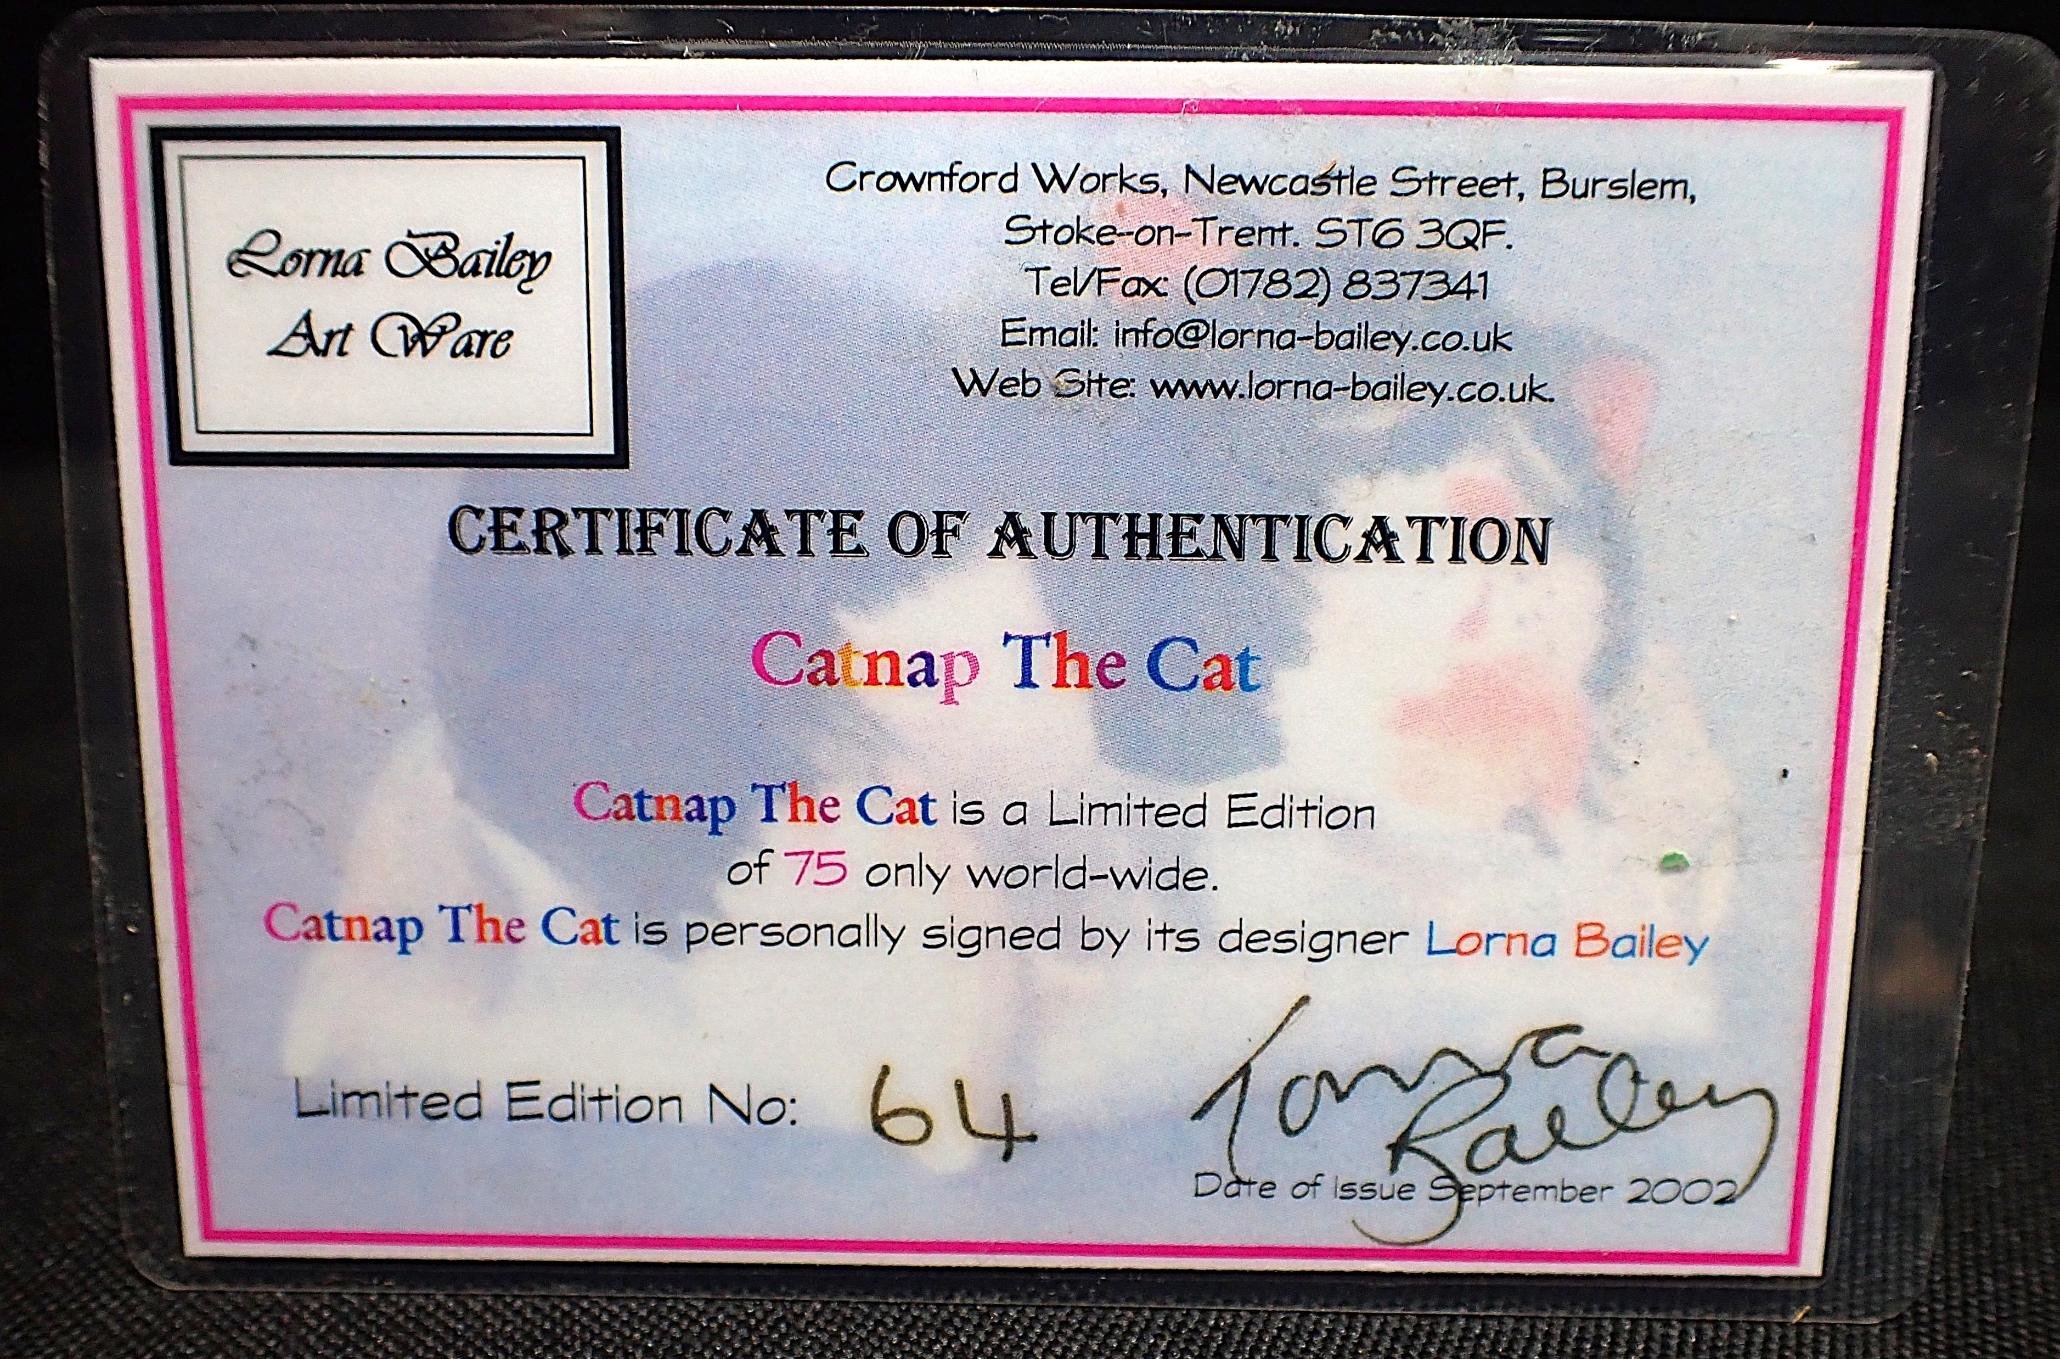 Lorna Bailey
Art Ware
Crownford Works, Newcastle Street, Burslem,
Stoke-on-Trent. ST6 3QF.
Tel/Fax: (01782) 837341
Email: info@lorna-bailey.co.uk
Web Site: www.lorna-bailey.co.uk.
CERTIFICATE OF AUTHENTICATION
Catnap The Cat
Catnap The Cat is a Limited Edition
of 75 only world-wide.
Catnap The Cat is personally signed by its designer Lorna Bailey
Limited Edition No: 64
Lorna
Bailey
Date of Issue September 2002